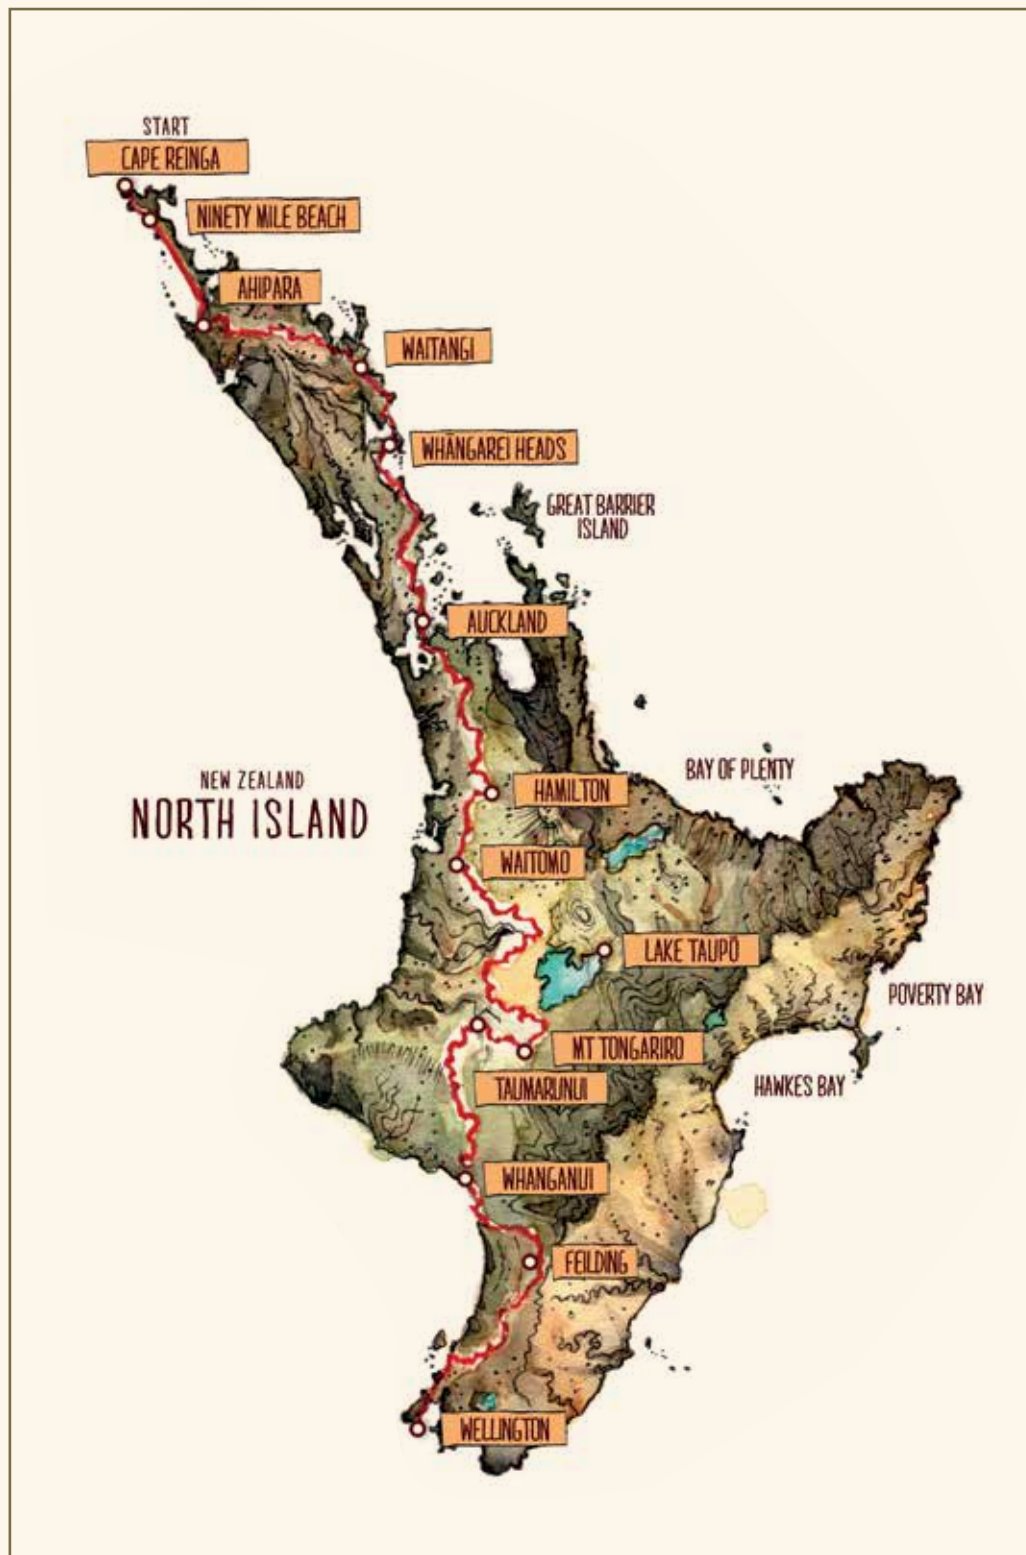 START
CAPE REINGA
NINETY MILE BEACH
AHIPARA
WAITANGI
WHĀNGAREI HEADS
GREAT BARRIER
ISLAND
AUCKLAND
NEW ZEALAND
NORTH ISLAND
BAY OF PLENTY
HAMILTON
WAITOMO
LAKE TAUPŌ
POVERTY BAY
MT TONGARIRO
HAWKES BAY
TAUMARUNUI
WHANGANUI
FEILDING
WELLINGTON